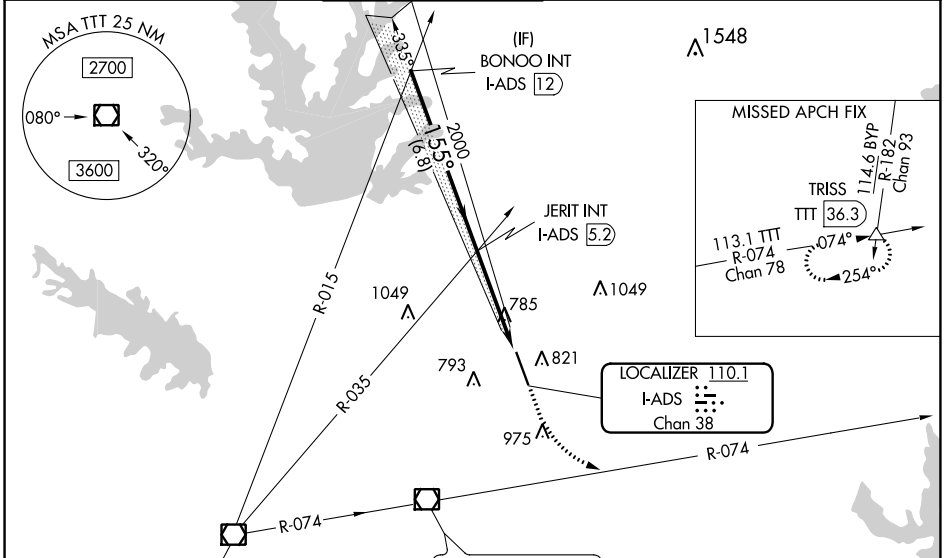 MSA TTT 25 NM
2700
080°
320°
3600
335°
(IF)
BONOO INT
I-ADS 12
1548
155°
2000
(6.8)
MISSED APCH FIX
114.6 BYP
R-182
Chan 93
TRISS
TTT 36.3
113.1 TTT
R-074
Chan 78
074°
254°
JERIT INT
I-ADS 5.2
R-015
1049
785
1049
R-035
793
821
LOCALIZER 110.1
I-ADS
Chan 38
975
R-074
R-074